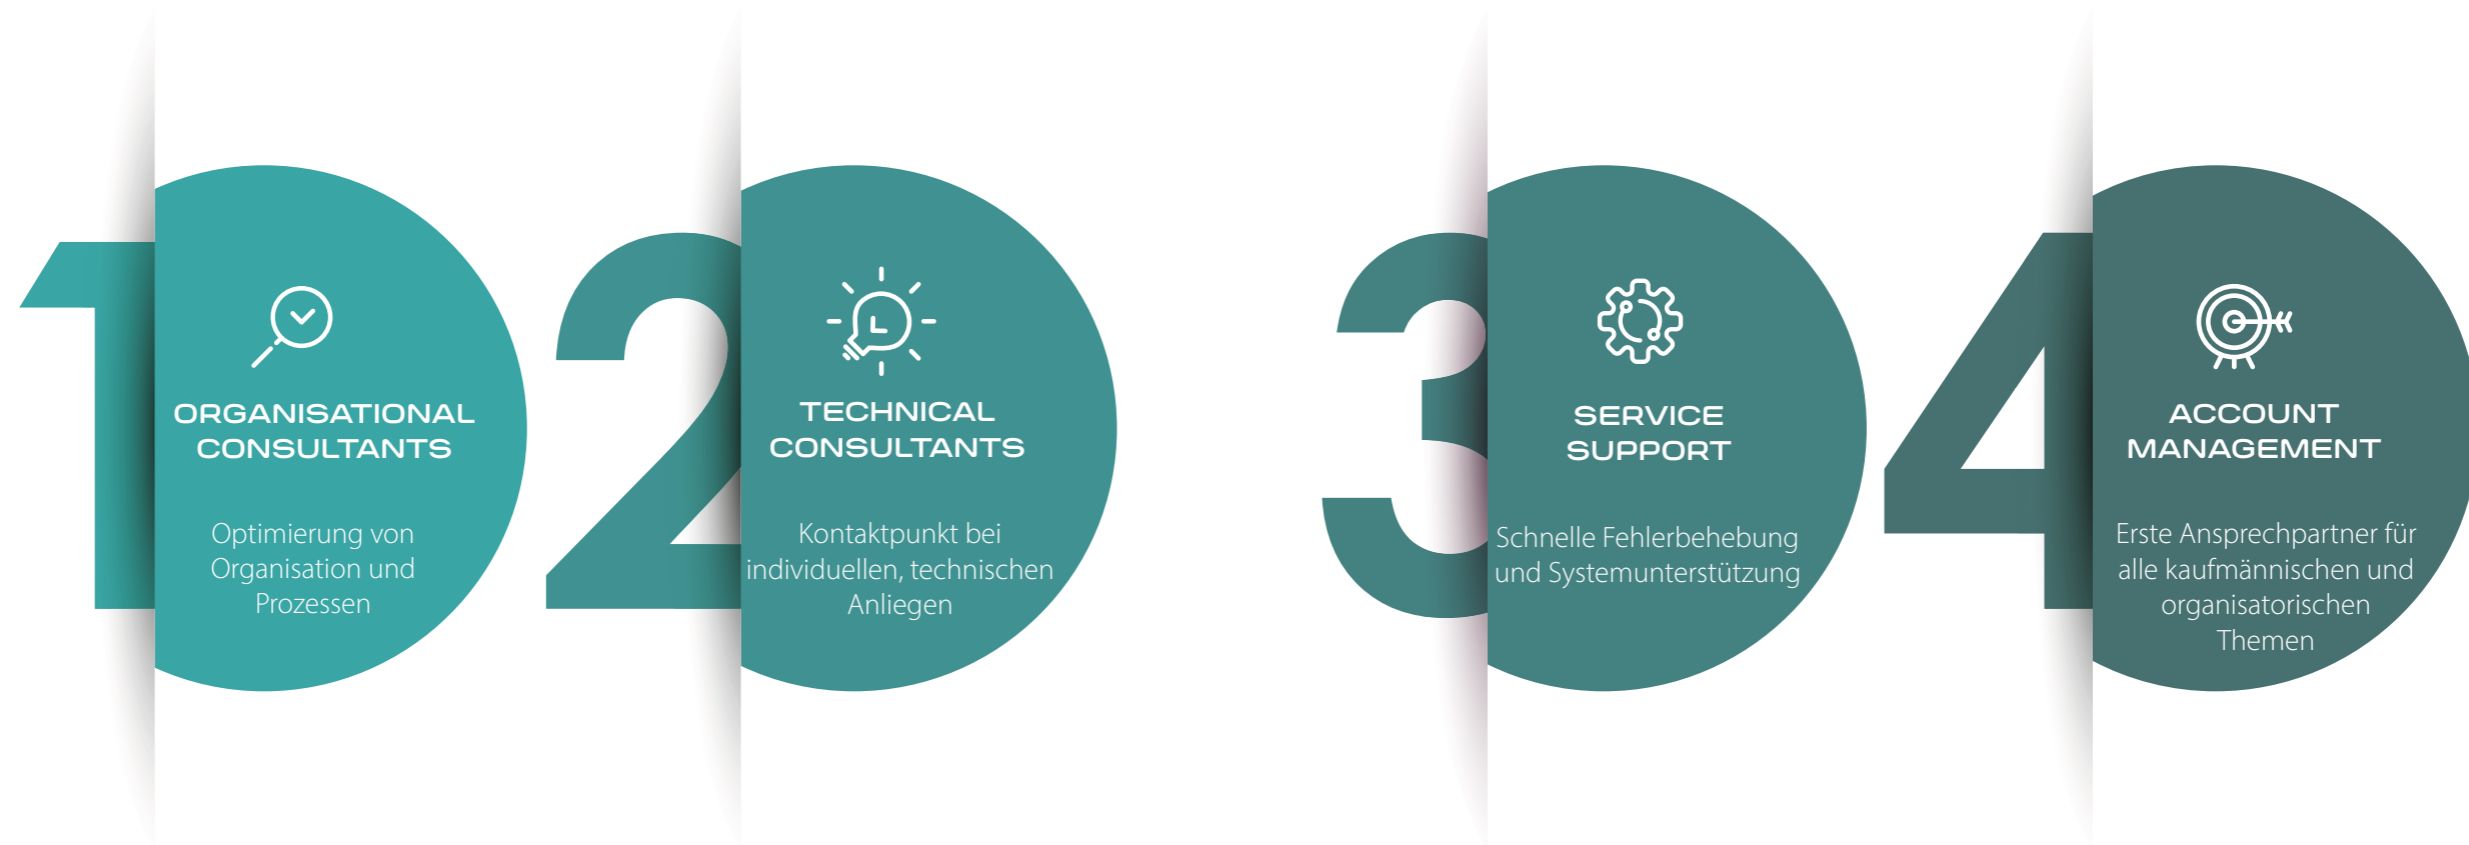 1
ORGANISATIONAL
CONSULTANTS
Optimierung von
Organisation und
Prozessen
2
TECHNICAL
CONSULTANTS
Kontaktpunkt bei
individuellen, technischen
Anliegen
3
SERVICE
SUPPORT
Schnelle Fehlerbehebung
und Systemunterstützung
4
ACCOUNT
MANAGEMENT
Erste Ansprechpartner für
alle kaufmännischen und
organisatorischen
Themen